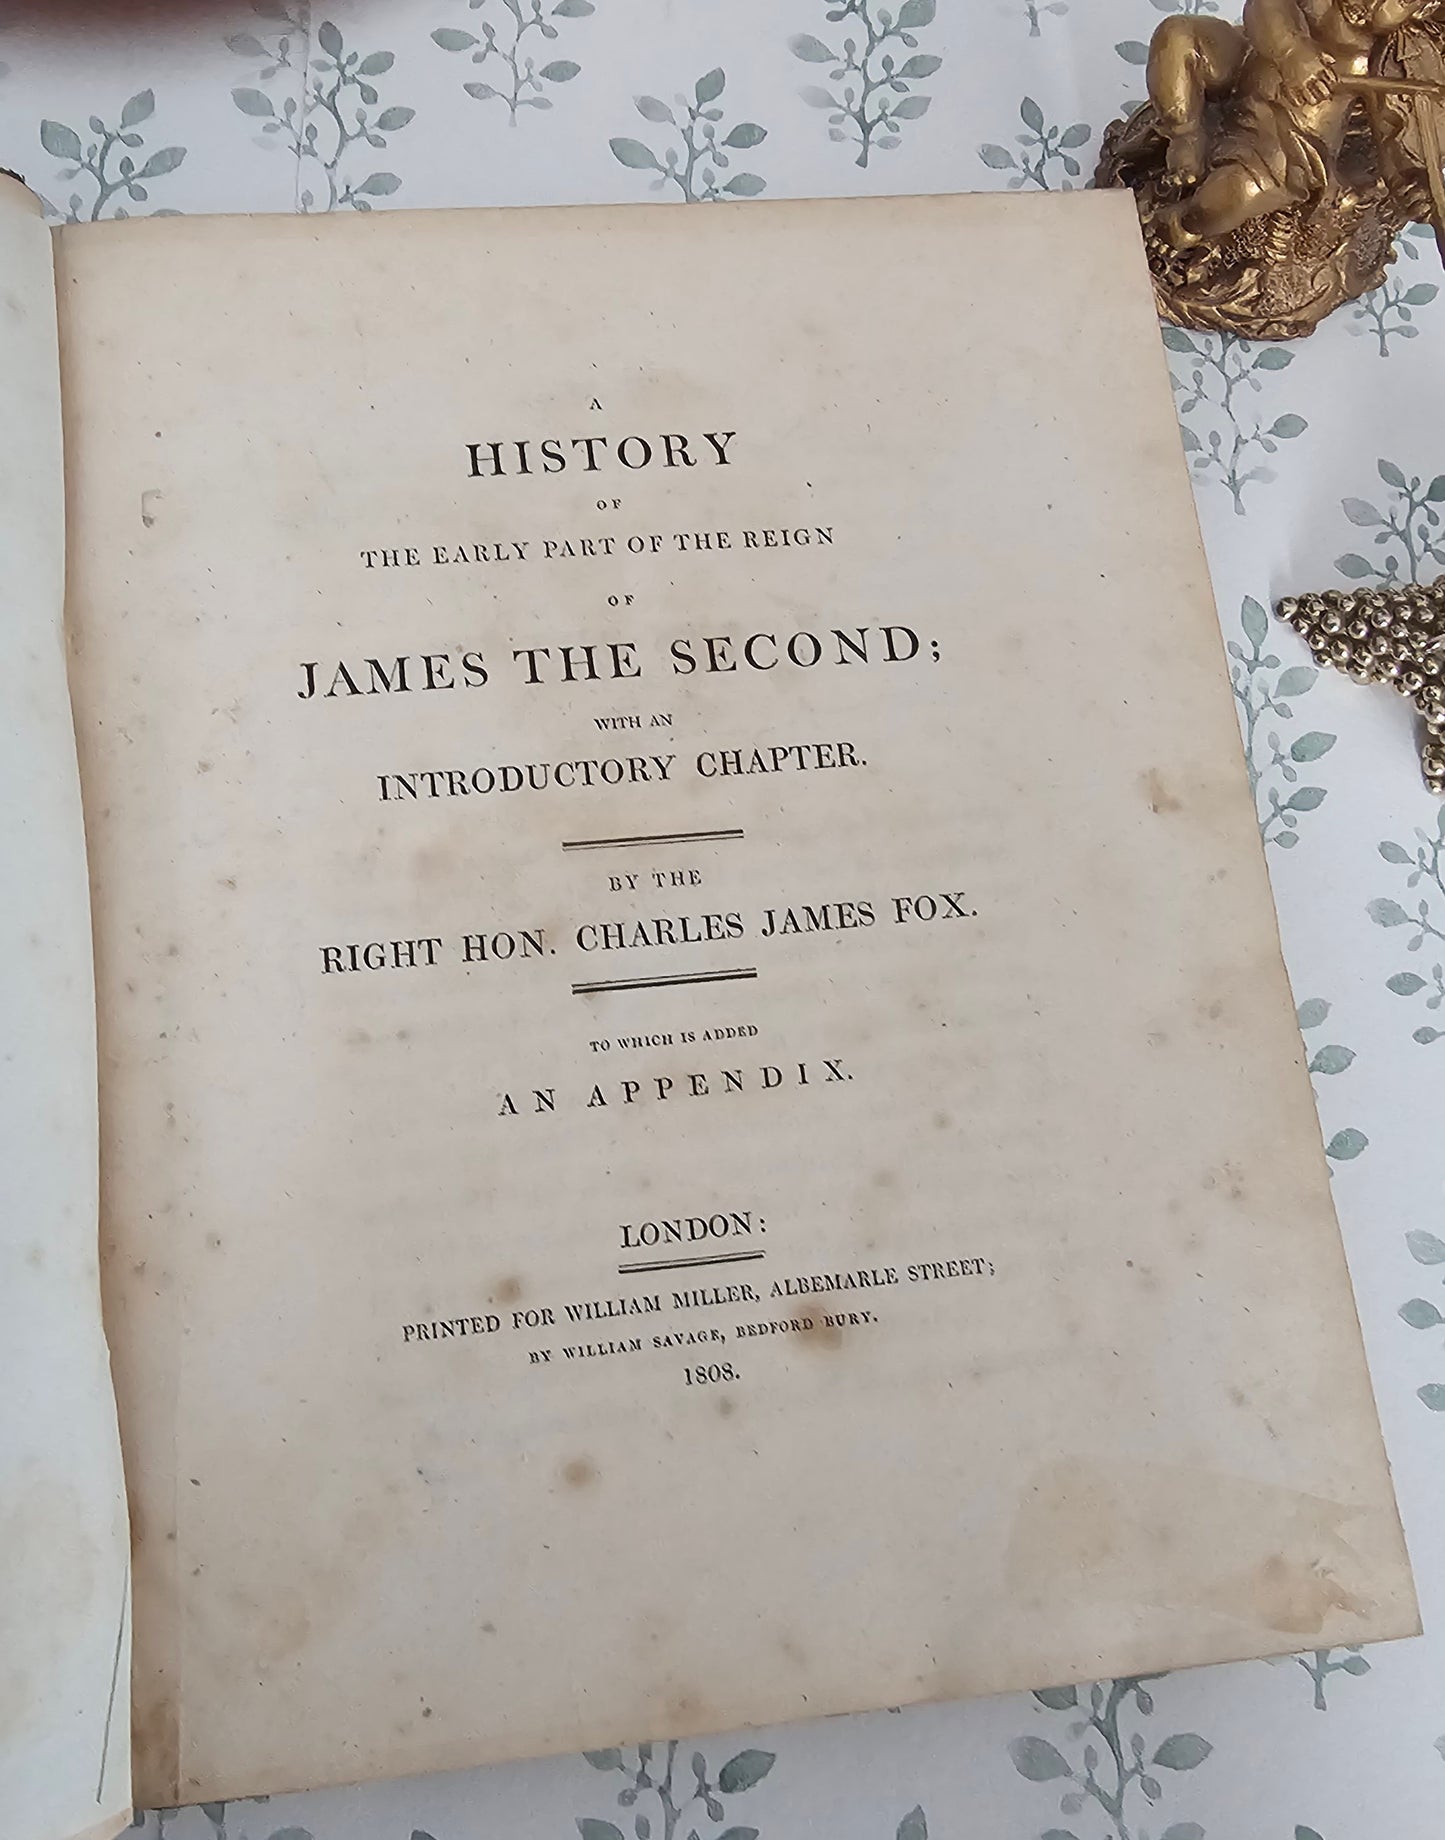 A
HISTORY
OF
THE EARLY PART OF THE REIGN
OF
JAMES THE SECOND;
WITH AN
INTRODUCTORY CHAPTER.
BY THE
RIGHT HON. CHARLES JAMES FOX.
TO WHICH IS ADDED
AN APPENDIX.
LONDON:
PRINTED FOR WILLIAM MILLER, ALBEMARLE STREET;
BY WILLIAM SAVAGE, BEDFORD BURY.
1808.